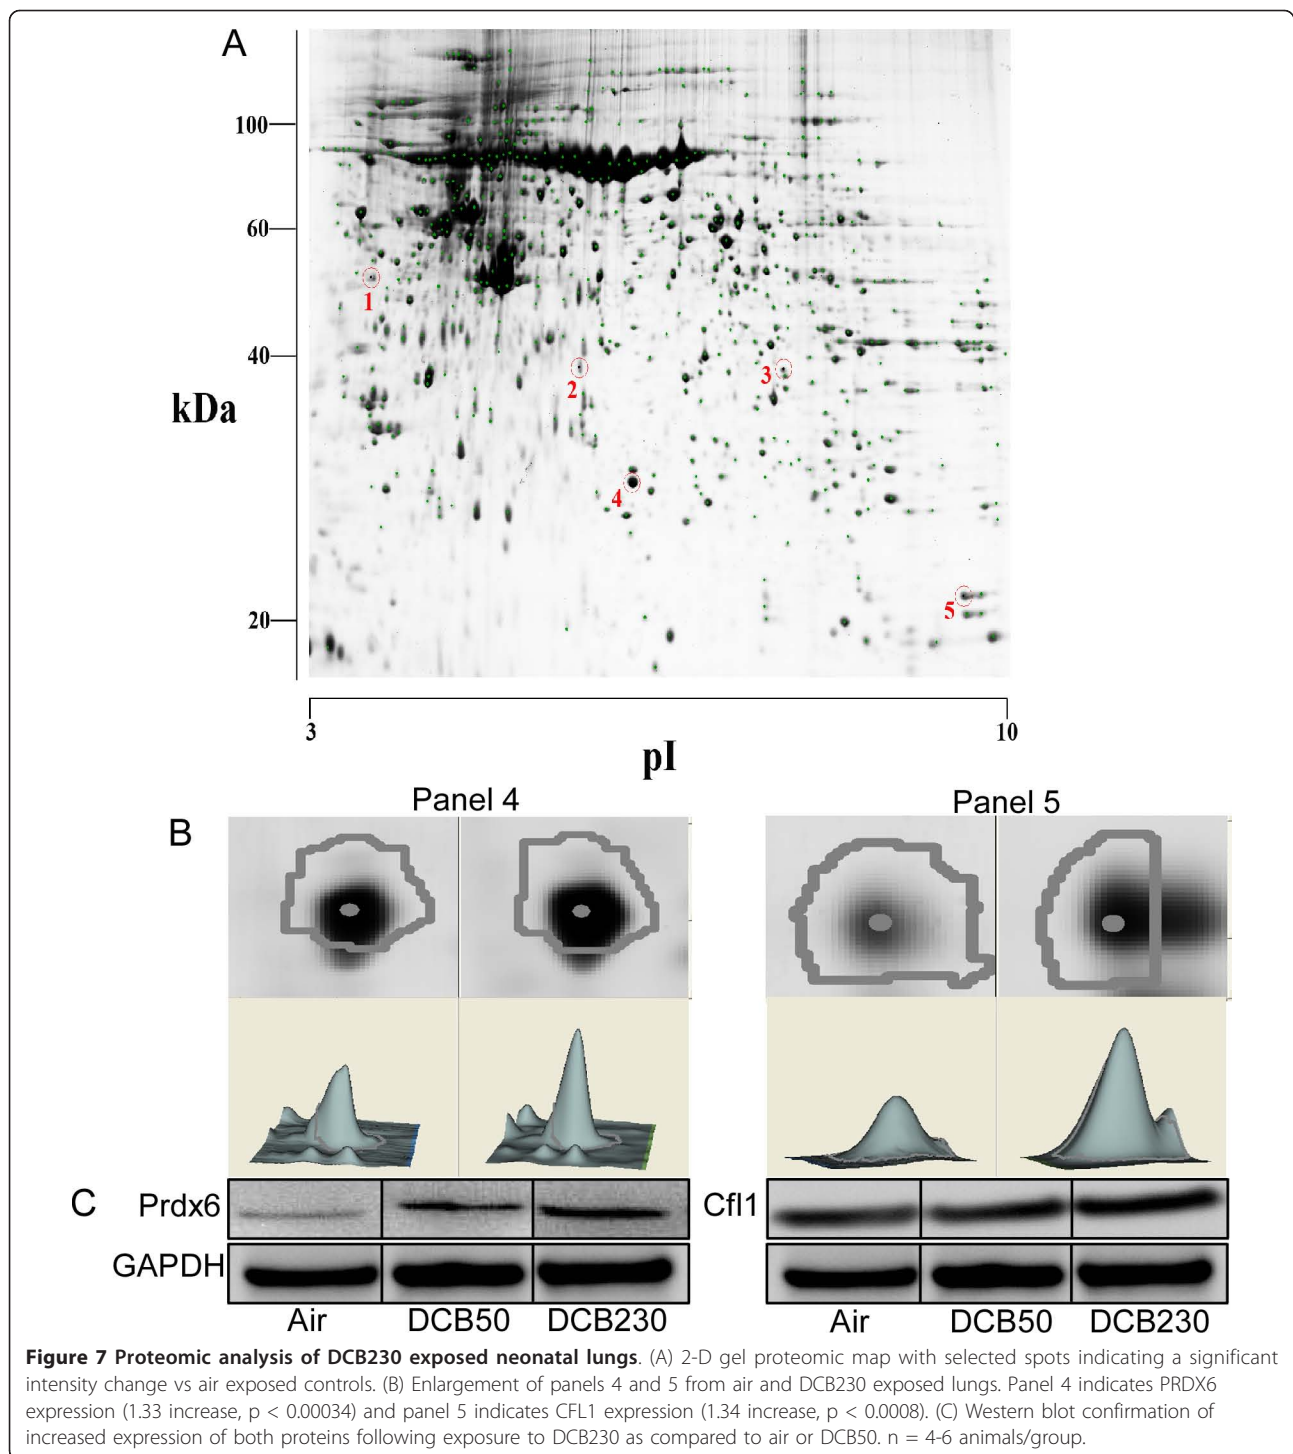 A
100
60
1
40
2
3
kDa
4
5
20
3
10
pI
Panel 4
Panel 5
B
C
Prdx6
Cfl1
GAPDH
Air
DCB50
DCB230
Air
DCB50
DCB230
Figure 7 Proteomic analysis of DCB230 exposed neonatal lungs. (A) 2-D gel proteomic map with selected spots indicating a significant
intensity change vs air exposed controls. (B) Enlargement of panels 4 and 5 from air and DCB230 exposed lungs. Panel 4 indicates PRDX6
expression (1.33 increase, p < 0.00034) and panel 5 indicates CFL1 expression (1.34 increase, p < 0.0008). (C) Western blot confirmation of
increased expression of both proteins following exposure to DCB230 as compared to air or DCB50. n = 4-6 animals/group.